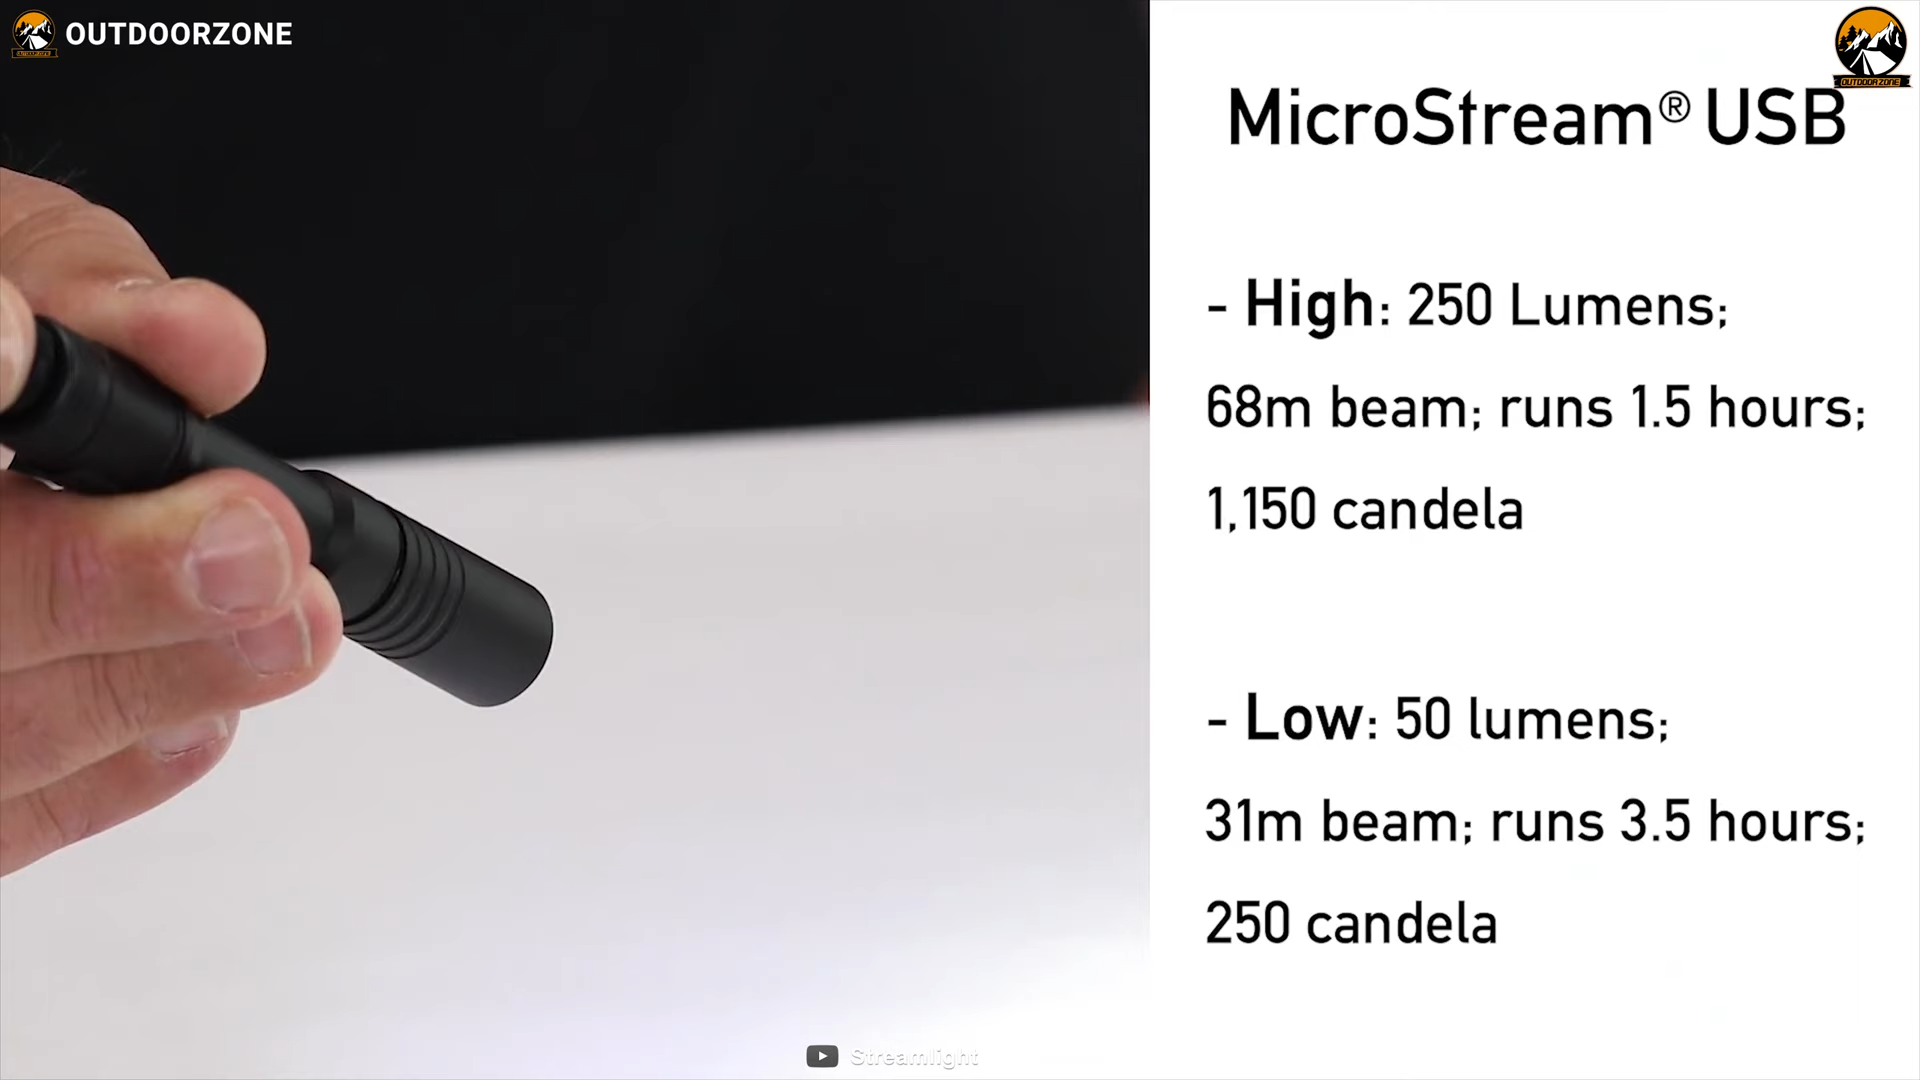 OUTDOORZONE
OUTDOORZONE
MicroStream® USB
- High: 250 Lumens;
68m beam; runs 1.5 hours;
1,150 candela
- Low: 50 lumens;
31m beam; runs 3.5 hours;
250 candela
Streamlight